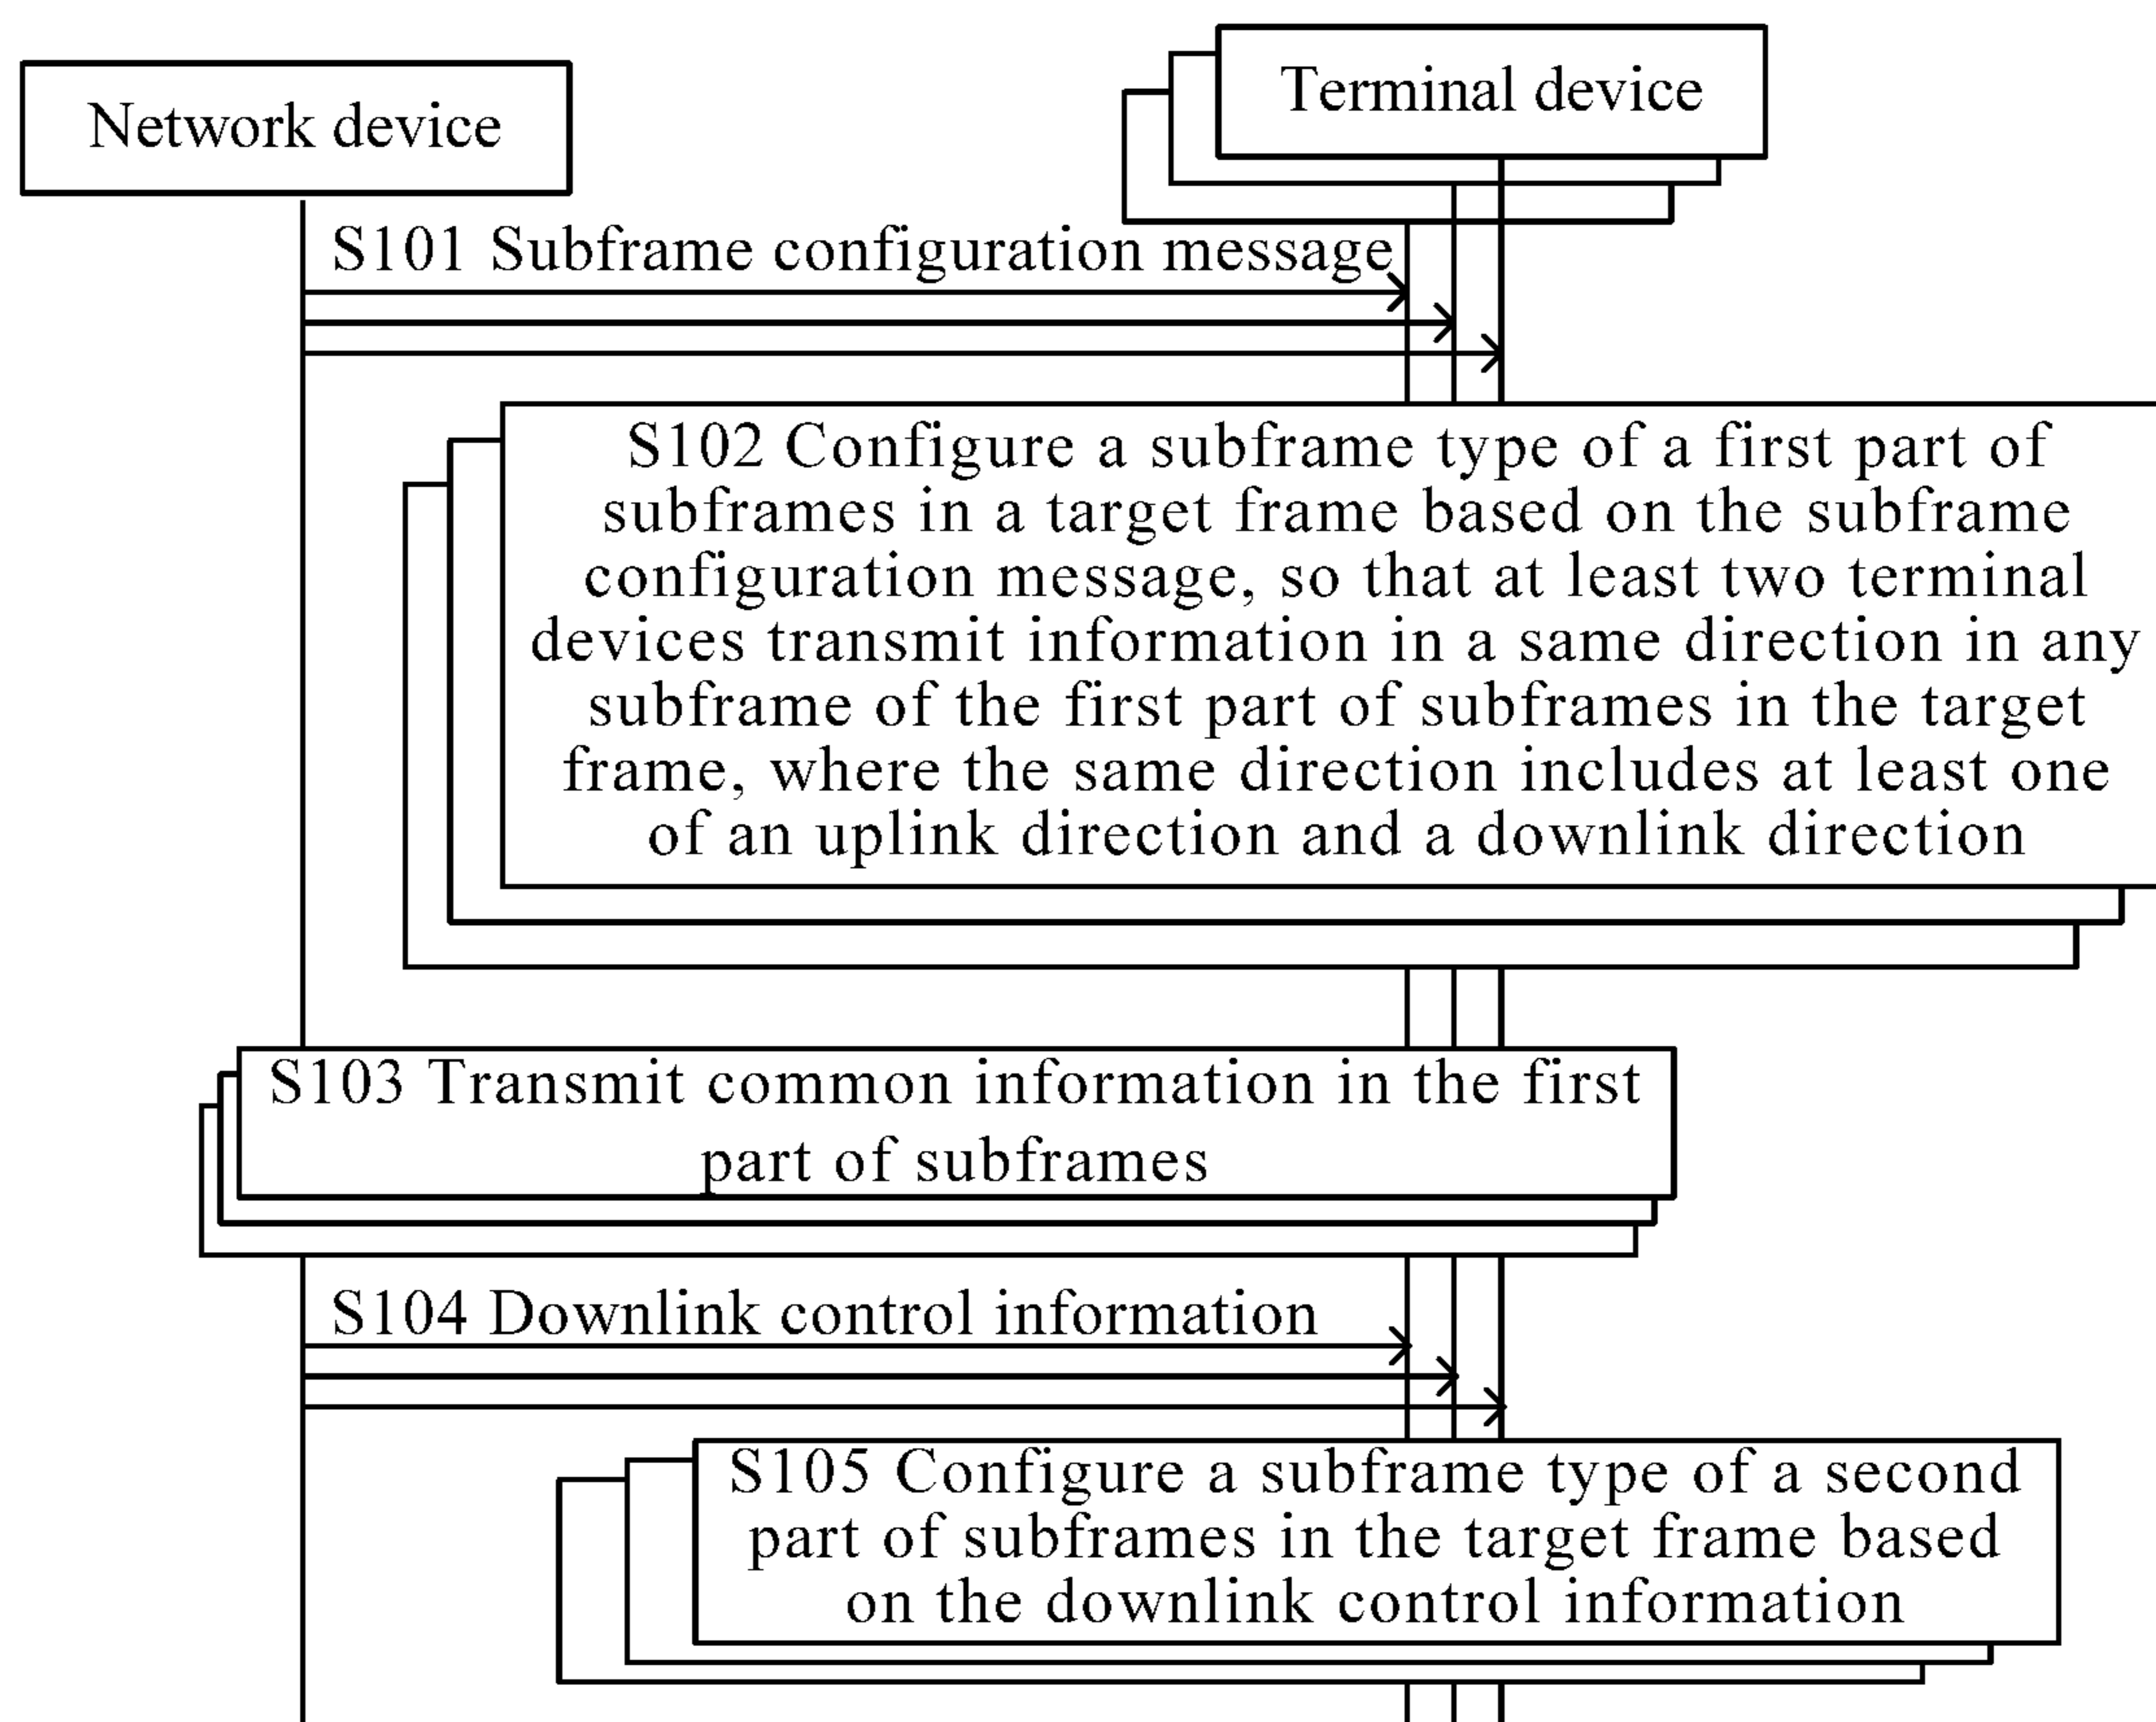 Network device
Terminal device
S101 Subframe configuration message
S102 Configure a subframe type of a first part of
subframes in a target frame based on the subframe
configuration message, so that at least two terminal
devices transmit information in a same direction in any
subframe of the first part of subframes in the target
frame, where the same direction includes at least one
of an uplink direction and a downlink direction
S103 Transmit common information in the first
part of subframes
S104 Downlink control information
S105 Configure a subframe type of a second
part of subframes in the target frame based
on the downlink control information